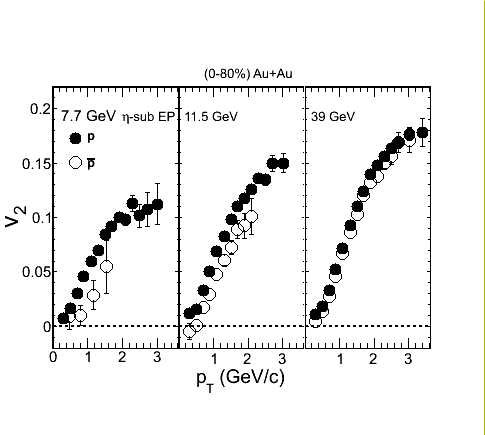 (0-80%) Au+Au
7.7 GeV η-sub EP
11.5 GeV
39 GeV
p
p̅
v2
0.2
0.15
0.1
0.05
0
0 1 2 3 1 2 3 1 2 3
pT (GeV/c)